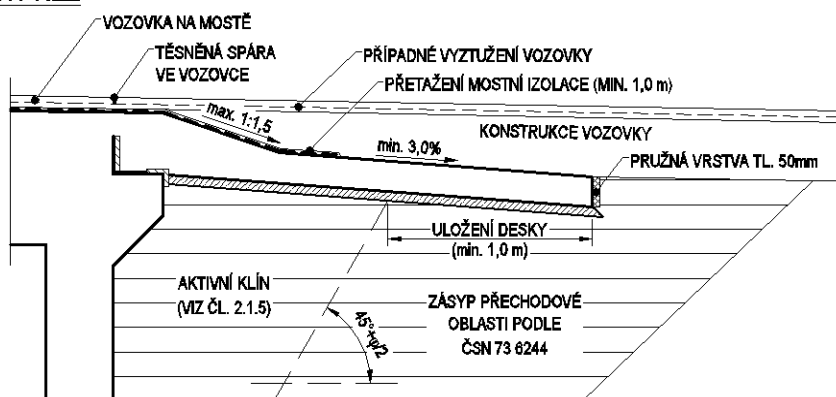 VOZOVKA NA MOSTĚ
TĚSNĚNÁ SPÁRA
VE VOZOVCE
PŘÍPADNÉ VYZTUŽENÍ VOZOVKY
PŘETAŽENÍ MOSTNÍ IZOLACE (MIN. 1,0 m)
max. 1:1,5
KONSTRUKCE VOZOVKY
min. 3,0%
PRUŽNÁ VRSTVA TL. 50mm
ULOŽENÍ DESKY
(min. 1,0 m)
AKTIVNÍ KLÍN
(VIZ ČL. 2.1.5)
45°+φ/2
ZÁSYP PŘECHODOVÉ
OBLASTI PODLE
ČSN 73 6244